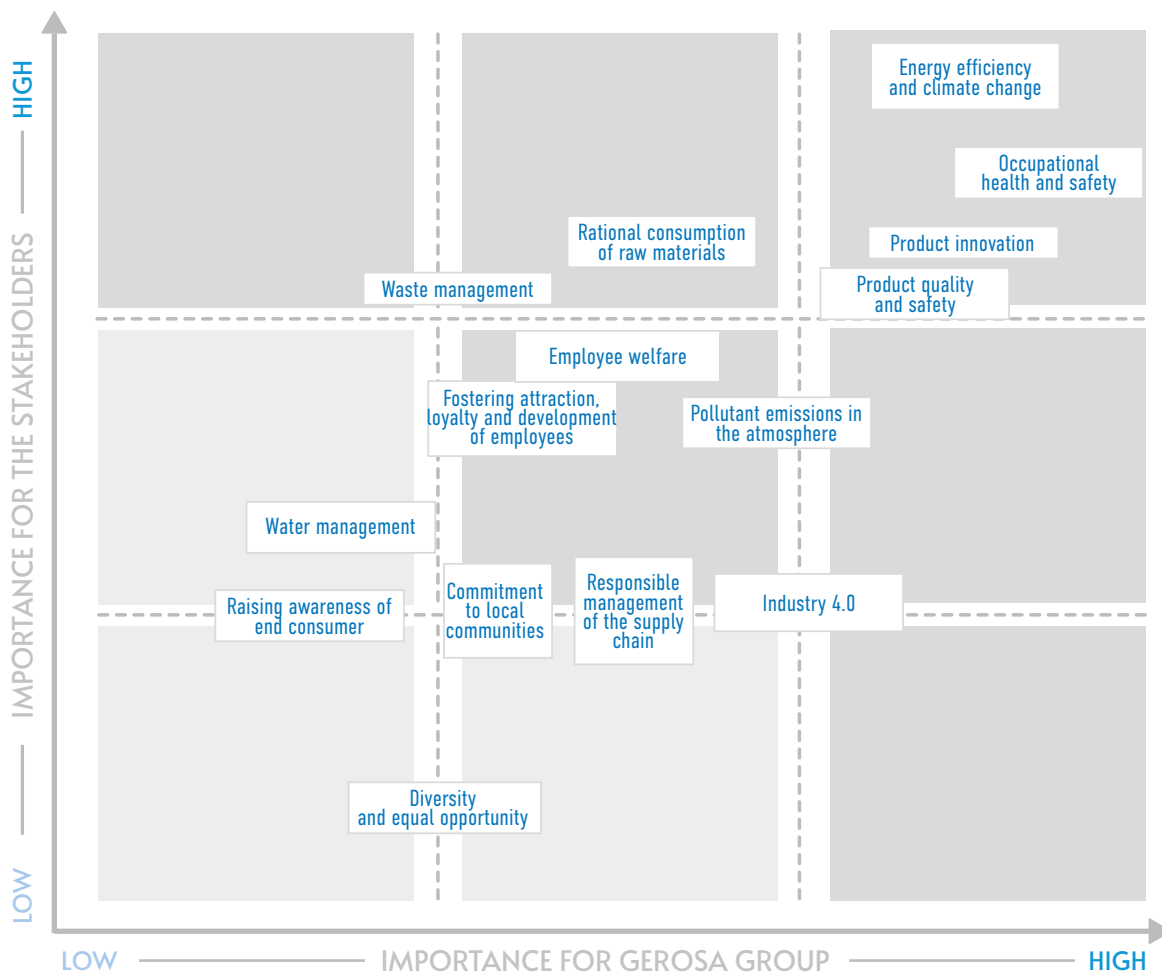 HIGH
IMPORTANCE FOR THE STAKEHOLDERS
LOW
Energy efficiency
and climate change
Occupational
health and safety
Rational consumption
of raw materials
Product innovation
Waste management
Product quality
and safety
Employee welfare
Fostering attraction,
loyalty and development
of employees
Pollutant emissions in
the atmosphere
Water management
Raising awareness of
end consumer
Commitment
to local
communities
Responsible
management
of the supply
chain
Industry 4.0
Diversity
and equal opportunity
LOW
IMPORTANCE FOR GEROSA GROUP
HIGH